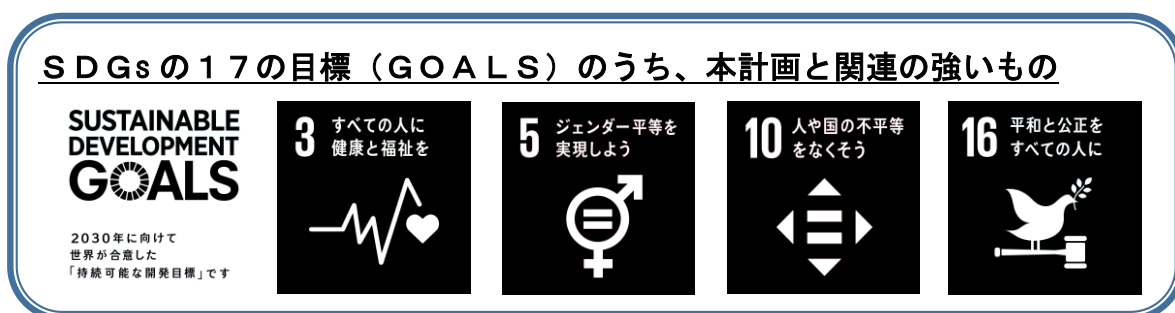 SDGsの17の目標(GOALS)のうち、本計画と関連の強いもの
SUSTAINABLE
DEVELOPMENT
GOALS
2030年に向けて
世界が合意した
「持続可能な開発目標」です
3 すべての人に
健康と福祉を
5 ジェンダー平等を
実現しよう
10 人や国の不平等
をなくそう
16 平和と公正を
すべての人に